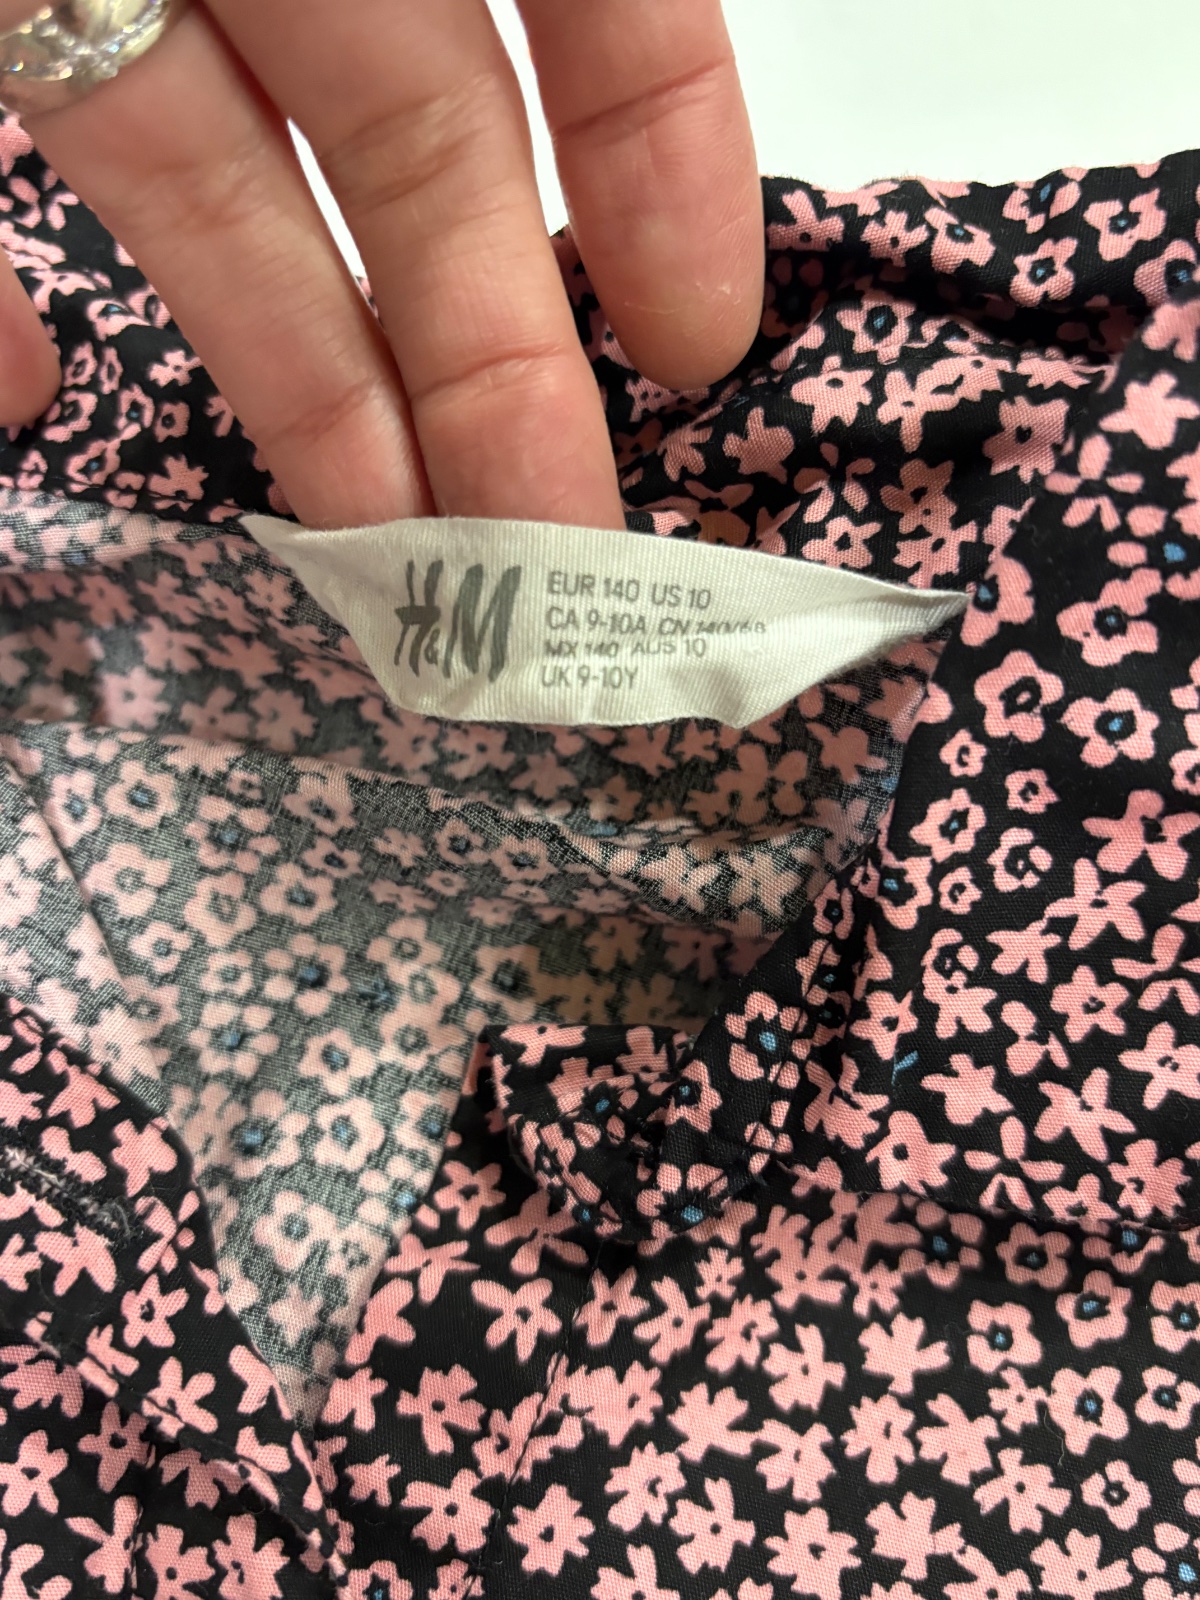 H&M
EUR 140 US 10
CA 9-10A CN 140/68
MX 140 AUS 10
UK 9-10Y